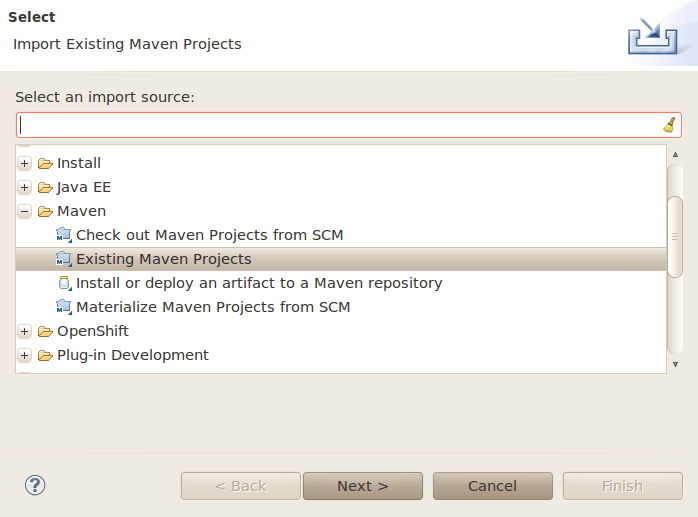 Select
Import Existing Maven Projects
Select an import source:
Install
Java EE
Maven
Check out Maven Projects from SCM
Existing Maven Projects
Install or deploy an artifact to a Maven repository
Materialize Maven Projects from SCM
OpenShift
Plug-in Development
< Back
Next >
Cancel
Finish